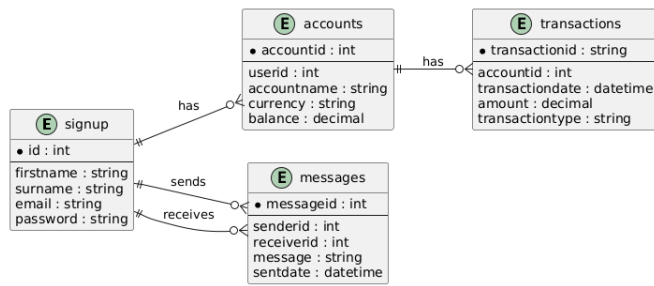 E accounts
* accountid : int
userid : int
accountname : string
currency : string
balance : decimal
has
E transactions
* transactionid : string
accountid : int
transactiondate : datetime
amount : decimal
transactiontype : string
E signup
* id : int
firstname : string
surname : string
email : string
password : string
has
sends
receives
E messages
* messageid : int
senderid : int
receiverid : int
message : string
sentdate : datetime